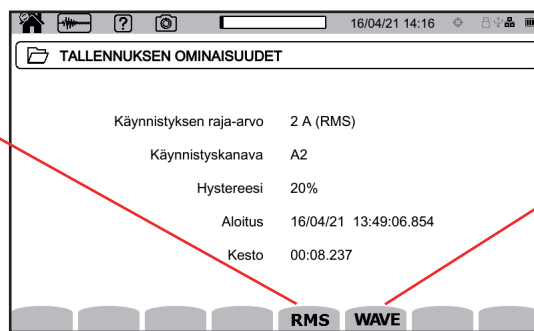 ? 16/04/21 14:16
TALLENNUKSEN OMINAISUUDET
Käynnistyksen raja-arvo 2 A (RMS)
Käynnistyskanava A2
Hystereesi 20%
Aloitus 16/04/21 13:49:06.854
Kesto 00:08.237
RMS WAVE